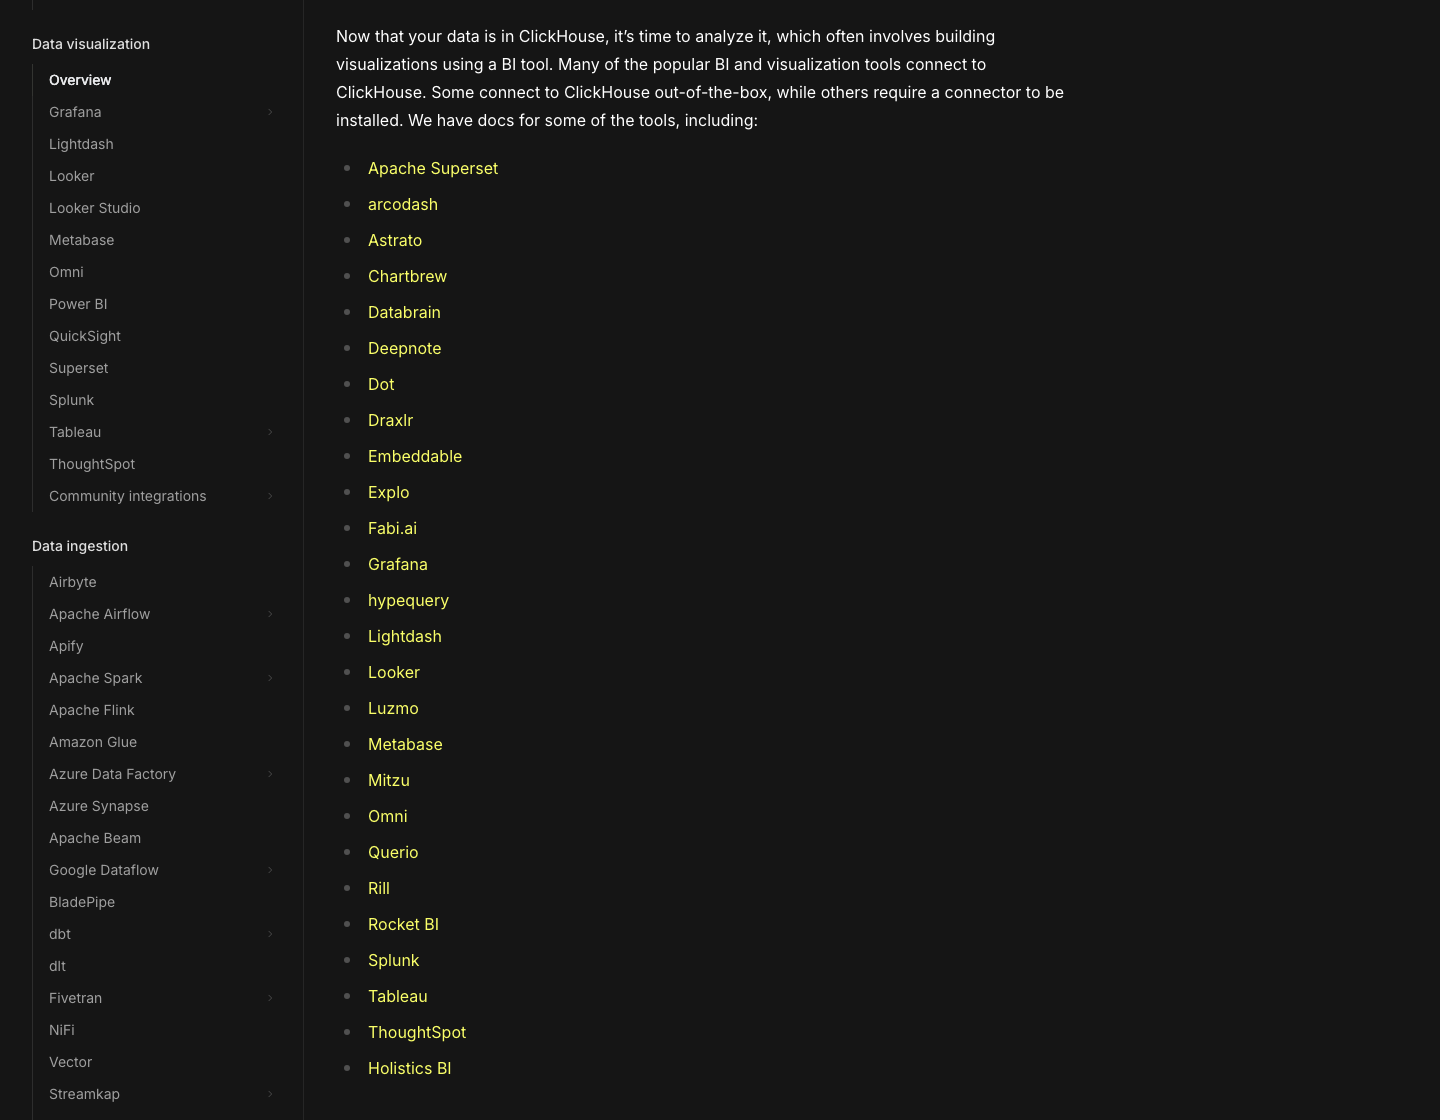 Data visualization
Overview
Grafana
Lightdash
Looker
Looker Studio
Metabase
Omni
Power BI
QuickSight
Superset
Splunk
Tableau
ThoughtSpot
Community integrations
Data ingestion
Airbyte
Apache Airflow
Apify
Apache Spark
Apache Flink
Amazon Glue
Azure Data Factory
Azure Synapse
Apache Beam
Google Dataflow
BladePipe
dbt
dlt
Fivetran
NiFi
Vector
Streamkap
Now that your data is in ClickHouse, it’s time to analyze it, which often involves building
visualizations using a BI tool. Many of the popular BI and visualization tools connect to
ClickHouse. Some connect to ClickHouse out-of-the-box, while others require a connector to be
installed. We have docs for some of the tools, including:
Apache Superset
arcodash
Astrato
Chartbrew
Databrain
Deepnote
Dot
Draxlr
Embeddable
Explo
Fabi.ai
Grafana
hypequery
Lightdash
Looker
Luzmo
Metabase
Mitzu
Omni
Querio
Rill
Rocket BI
Splunk
Tableau
ThoughtSpot
Holistics BI